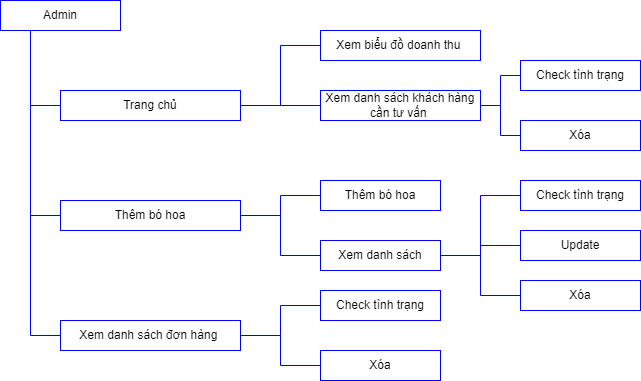 Admin
Xem biểu đồ doanh thu
Check tình trạng
Trang chủ
Xem danh sách khách hàng
cần tư vấn
Xóa
Thêm bó hoa
Check tình trạng
Thêm bó hoa
Update
Xem danh sách
Xóa
Check tình trạng
Xem danh sách đơn hàng
Xóa